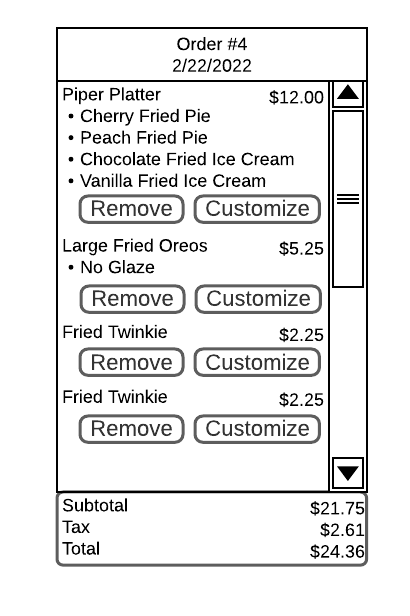 Order #4
2/22/2022
Piper Platter $12.00
• Cherry Fried Pie
• Peach Fried Pie
• Chocolate Fried Ice Cream
• Vanilla Fried Ice Cream
Remove Customize
Large Fried Oreos $5.25
• No Glaze
Remove Customize
Fried Twinkie $2.25
Remove Customize
Fried Twinkie $2.25
Remove Customize
Subtotal $21.75
Tax $2.61
Total $24.36